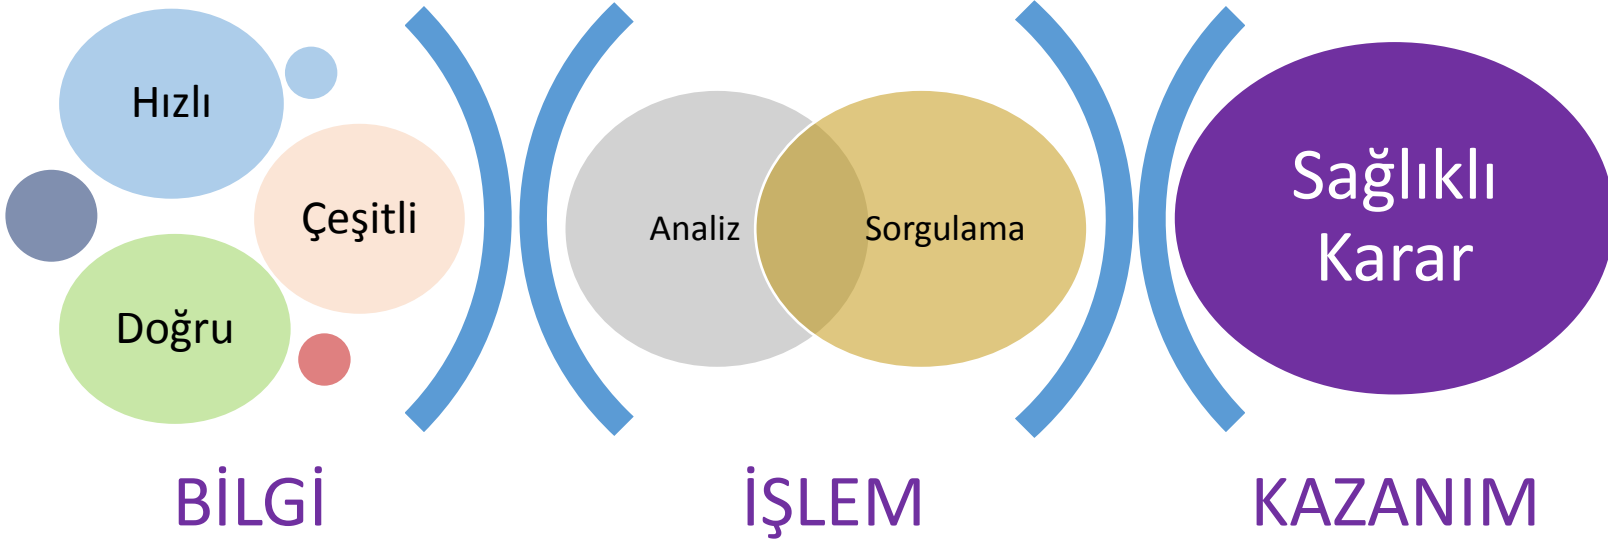 Hızlı
Çeşitli
Doğru
BİLGİ
Analiz
Sorgulama
İŞLEM
Sağlıklı
Karar
KAZANIM